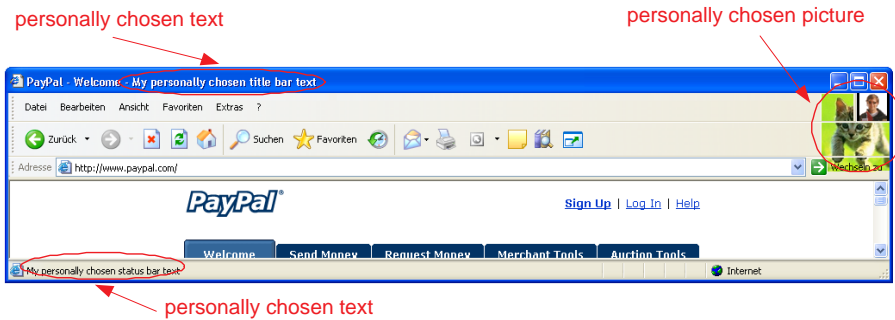 personally chosen text
personally chosen picture
PayPal - Welcome - My personally chosen title bar text
Datei Bearbeiten Ansicht Favoriten Extras ?
Zurück Suchen Favoriten
Adresse http://www.paypal.com/ Wechseln zu
PayPal®
Sign Up | Log In | Help
Welcome Send Money Request Money Merchant Tools Auction Tools
My personally chosen status bar text Internet
personally chosen text